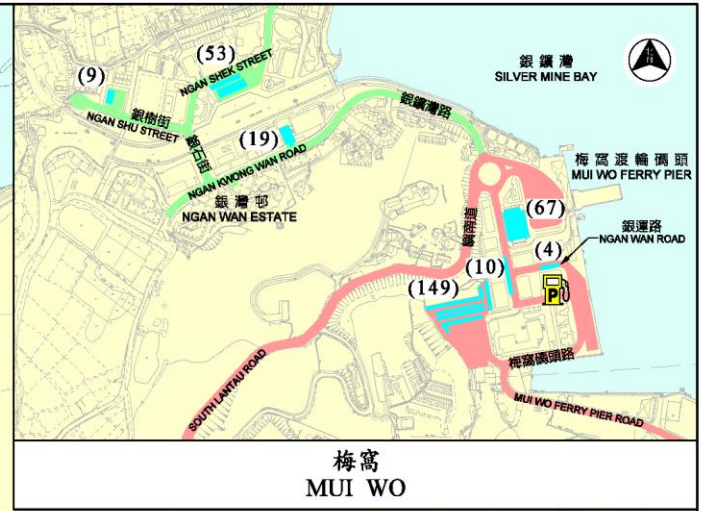 (53)
NGAN SHEK STREET
(9)
銀樹街
NGAN SHU STREET
銀石街
(19)
NGAN KWONG WAN ROAD
銀鑛灣路
銀灣邨
NGAN WAN ESTATE
銀鑛灣
SILVER MINE BAY
梅窩渡輪碼頭
MUI WO FERRY PIER
(67)
銀運路
NGAN WAN ROAD
(4)
(10)
(149)
P
SOUTH LANTAU ROAD
梅窩碼頭路
MUI WO FERRY PIER ROAD
梅窩
MUI WO